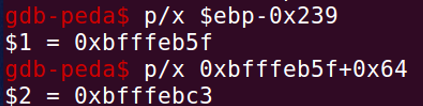 gdb-peda$ p/x $ebp-0x239
$1 = 0xbfffeb5f
gdb-peda$ p/x 0xbfffeb5f+0x64
$2 = 0xbfffebc3